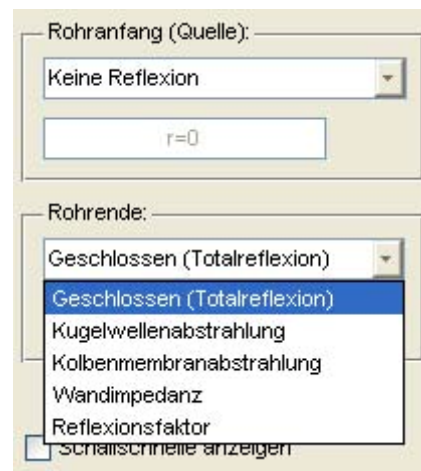 Rohranfang (Quelle):
Keine Reflexion
r=0
Rohrende:
Geschlossen (Totalreflexion)
Geschlossen (Totalreflexion)
Kugelwellenabstrahlung
Kolbenmembranabstrahlung
Wandimpedanz
Reflexionsfaktor
Schallschnelle anzeigen